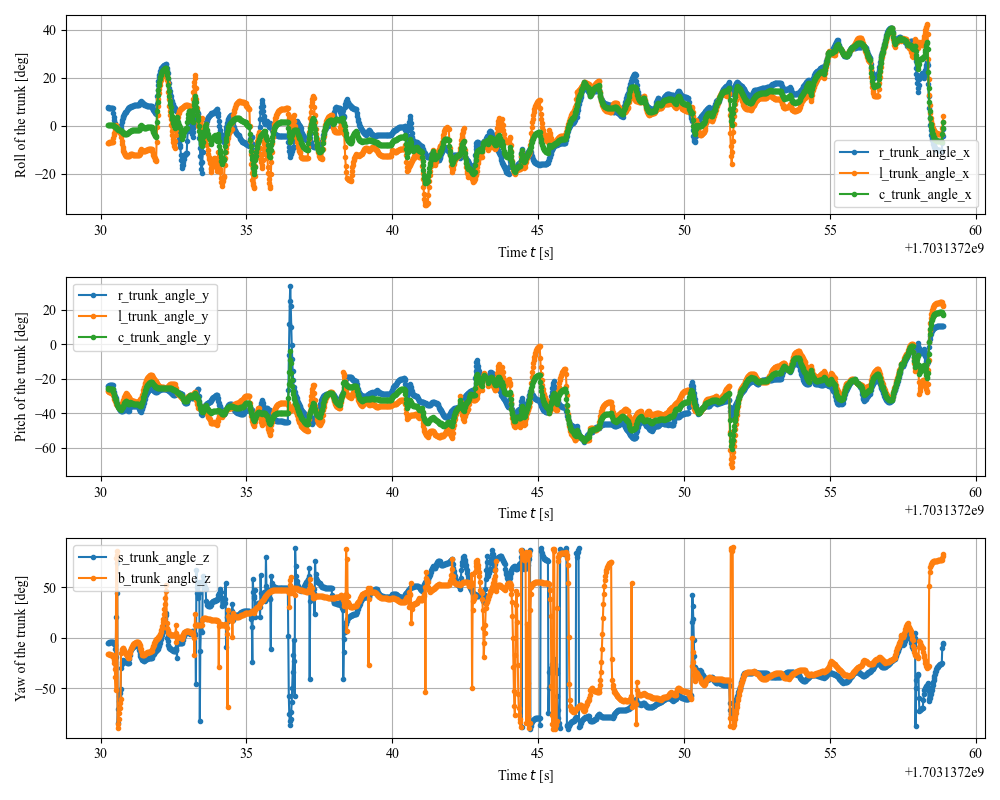 Roll of the trunk [deg]
40
20
0
−20
r_trunk_angle_x
l_trunk_angle_x
c_trunk_angle_x
30 35 40 45 50 55 60
Time t [s]
+1.7031372e9
Pitch of the trunk [deg]
20
0
−20
−40
−60
r_trunk_angle_y
l_trunk_angle_y
c_trunk_angle_y
30 35 40 45 50 55 60
Time t [s]
+1.7031372e9
Yaw of the trunk [deg]
50
0
−50
s_trunk_angle_z
b_trunk_angle_z
30 35 40 45 50 55 60
Time t [s]
+1.7031372e9